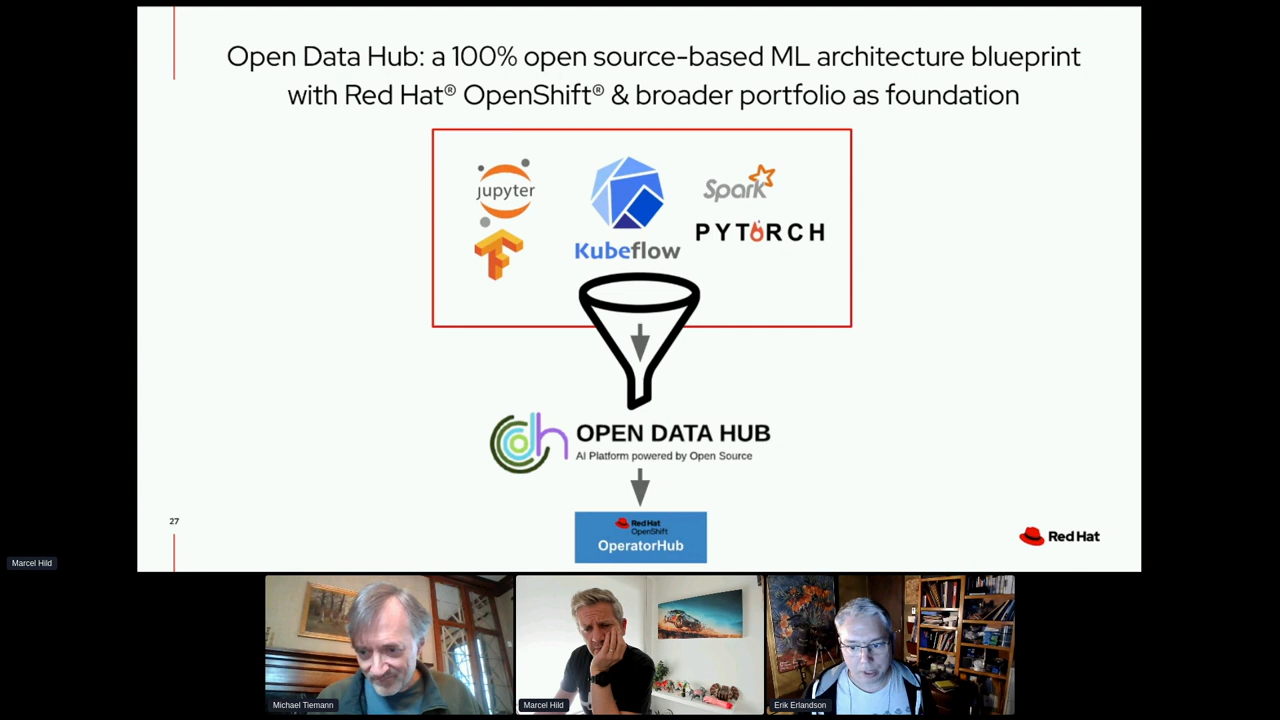 Open Data Hub: a 100% open source-based ML architecture blueprint
with Red Hat® OpenShift® & broader portfolio as foundation
jupyter
Spark
PYTORCH
Kubeflow
OPEN DATA HUB
AI Platform powered by Open Source
Red Hat
OpenShift
OperatorHub
27
Red Hat
Marcel Hild
Michael Tiemann
Marcel Hild
Erik Erlandson